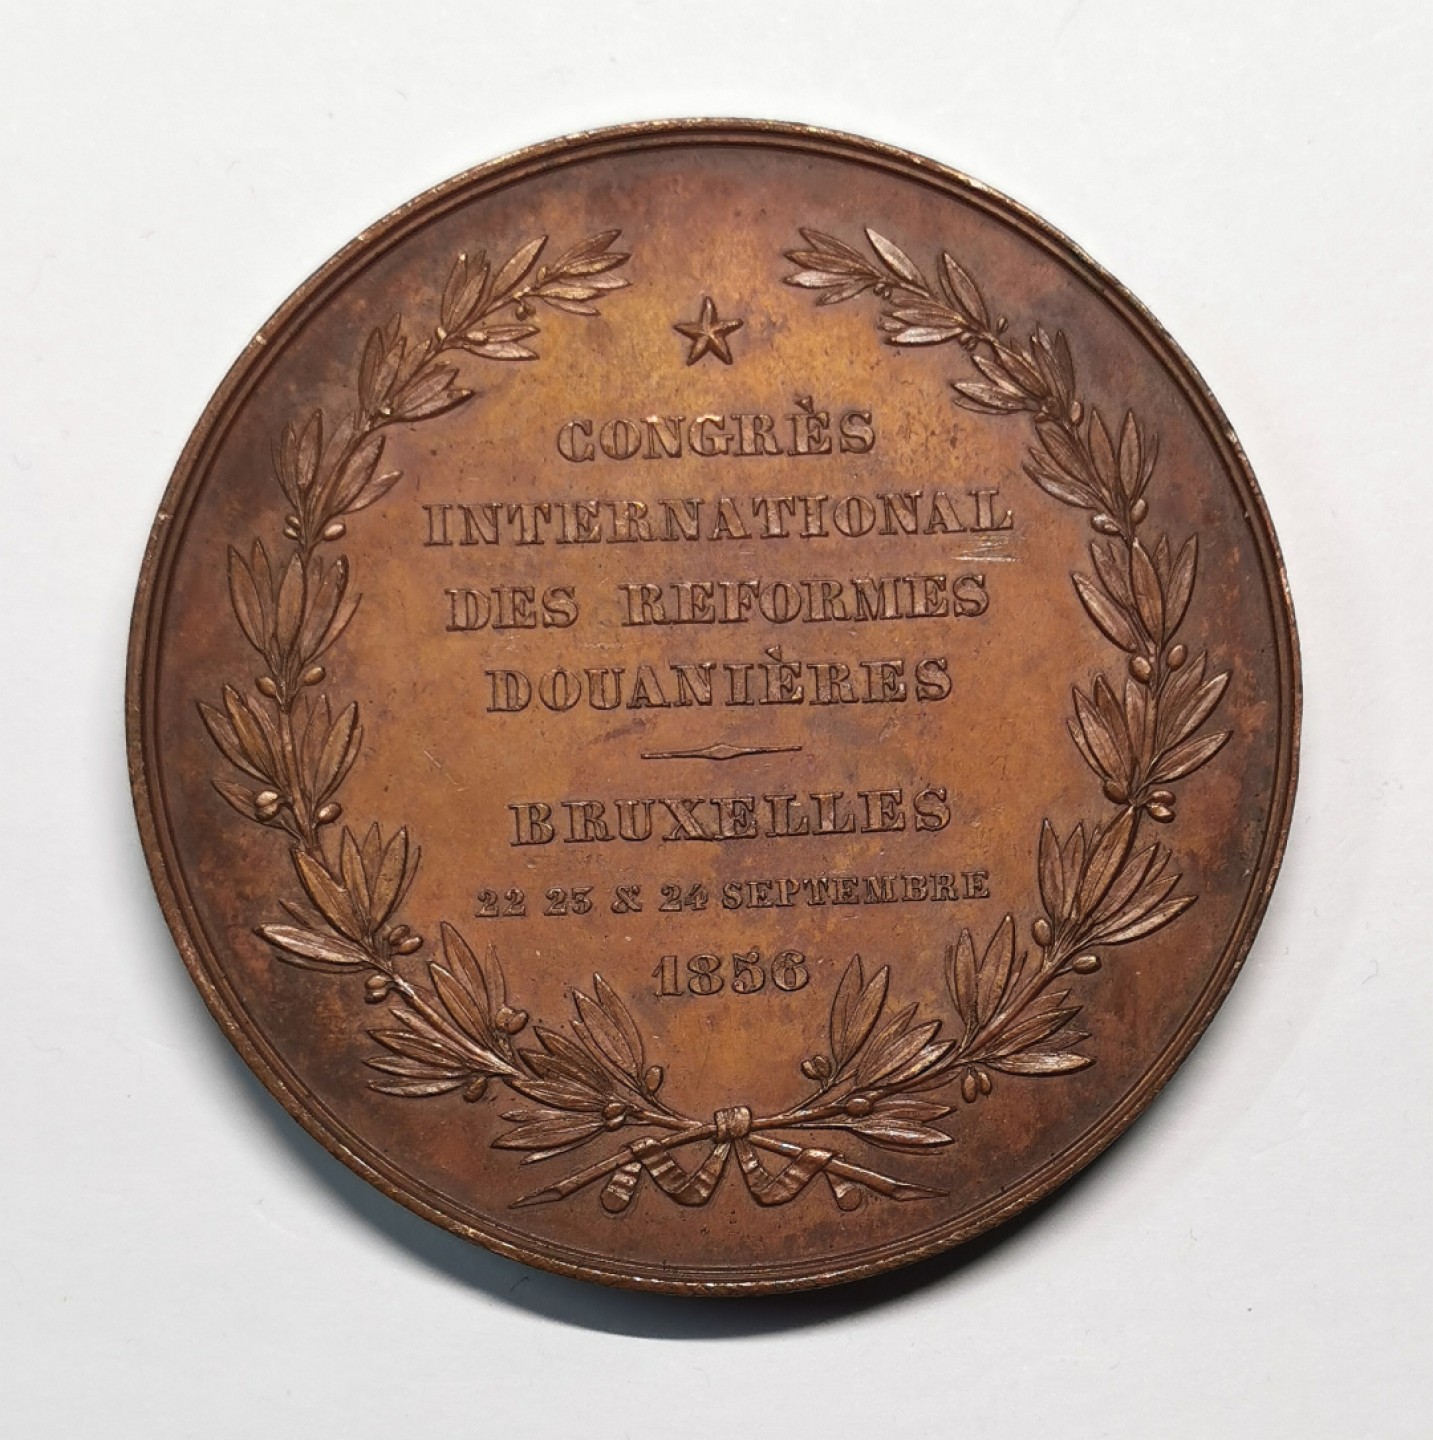 CONGRÈS
INTERNATIONAL
DES REFORMES
DOUANIÈRES
BRUXELLES
22 23 & 24 SEPTEMBRE
1856